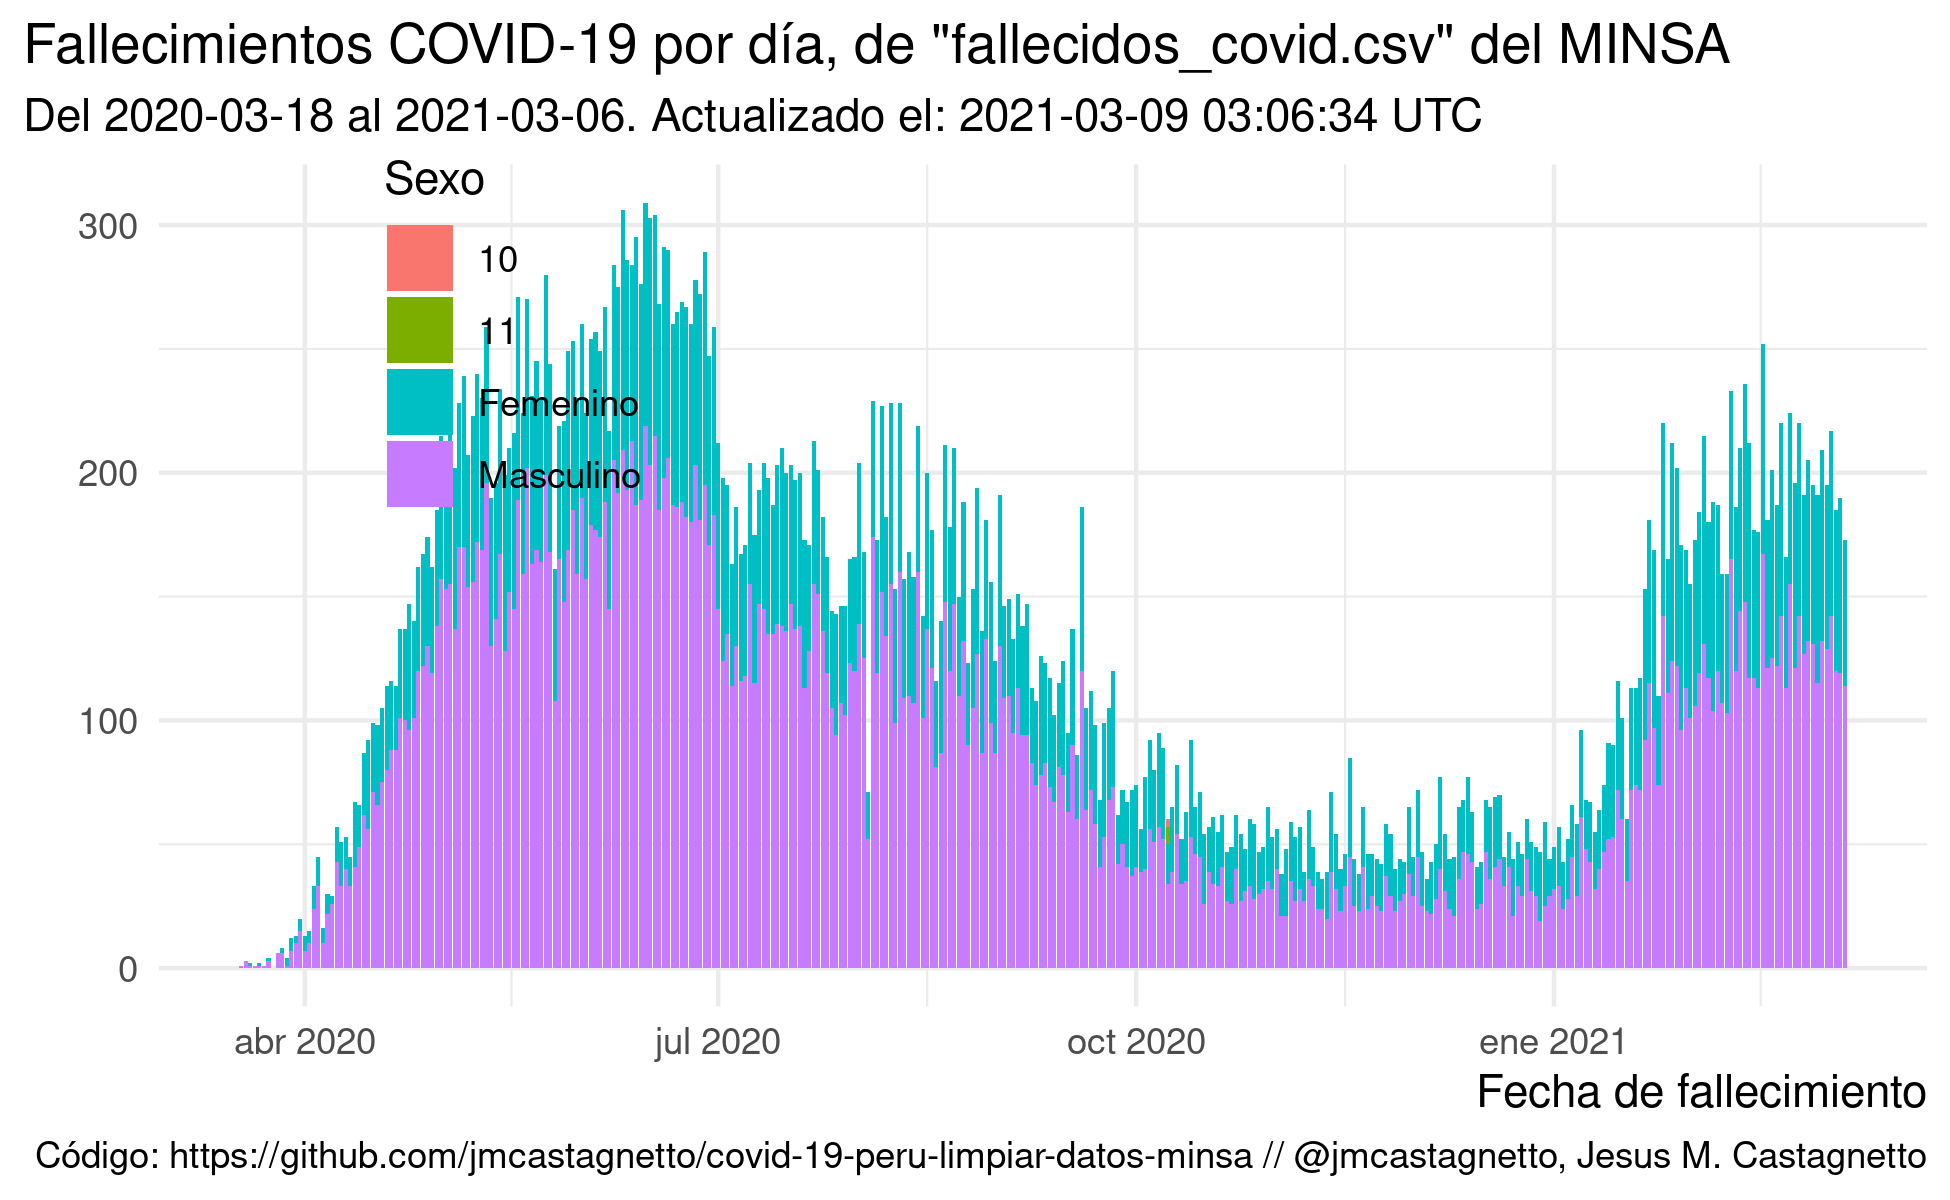 Fallecimientos COVID-19 por día, de "fallecidos_covid.csv" del MINSA
Del 2020-03-18 al 2021-03-06. Actualizado el: 2021-03-09 03:06:34 UTC
Sexo
10
11
Femenino
Masculino
300
200
100
0
abr 2020
jul 2020
oct 2020
ene 2021
Fecha de fallecimiento
Código: https://github.com/jmcastagnetto/covid-19-peru-limpiar-datos-minsa // @jmcastagnetto, Jesus M. Castagnetto